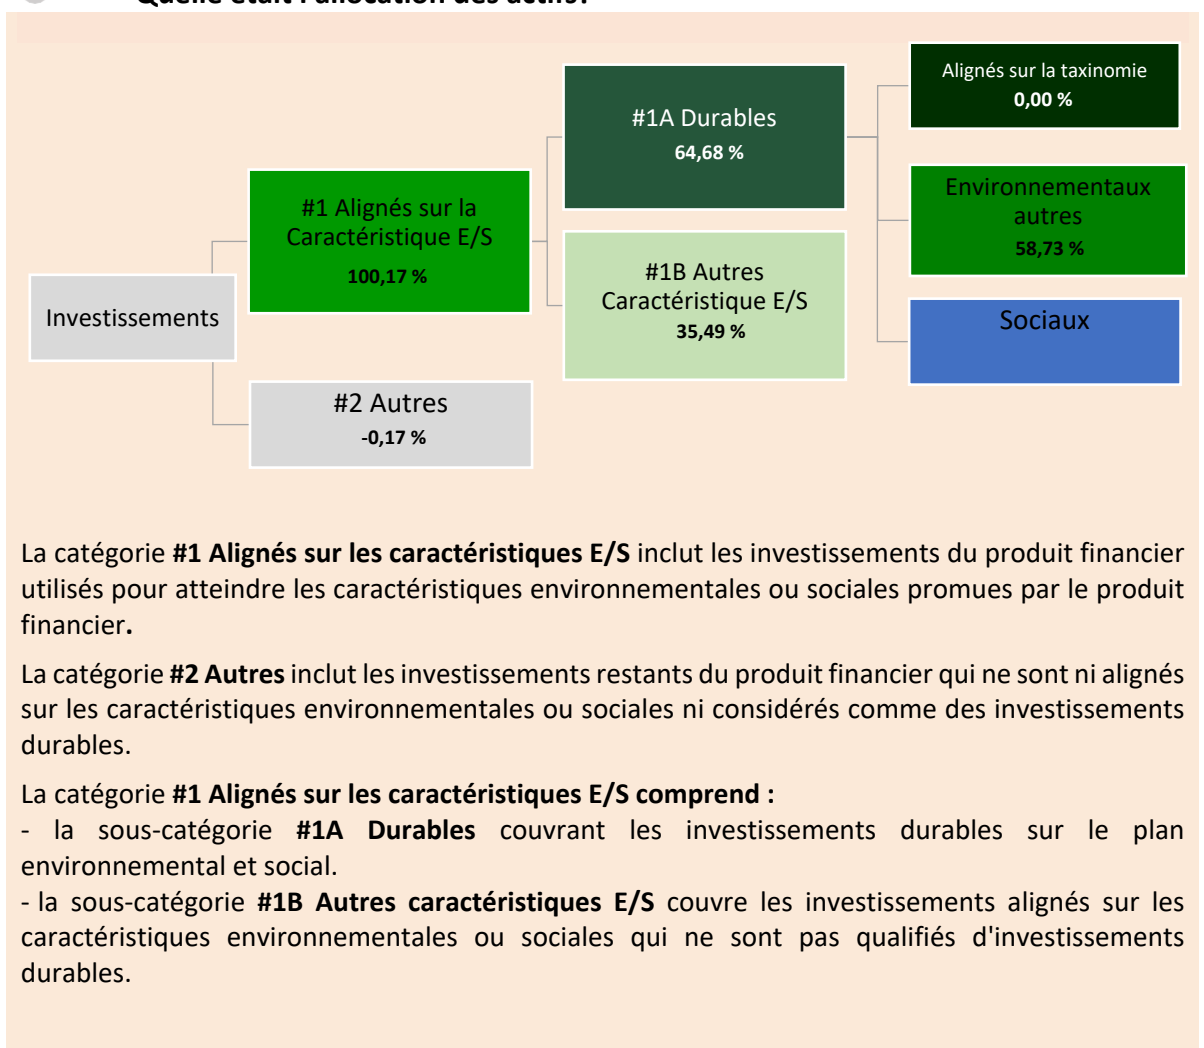 Quelle était l'allocation des actifs?
Alignés sur la taxinomie
0,00 %
#1A Durables
64,68 %
Environnementaux
autres
58,73 %
#1 Alignés sur la
Caractéristique E/S
100,17 %
#1B Autres
Caractéristique E/S
35,49 %
Investissements
Sociaux
#2 Autres
-0,17 %
La catégorie #1 Alignés sur les caractéristiques E/S inclut les investissements du produit financier
utilisés pour atteindre les caractéristiques environnementales ou sociales promues par le produit
financier.
La catégorie #2 Autres inclut les investissements restants du produit financier qui ne sont ni alignés
sur les caractéristiques environnementales ou sociales ni considérés comme des investissements
durables.
La catégorie #1 Alignés sur les caractéristiques E/S comprend :
- la sous-catégorie #1A Durables couvrant les investissements durables sur le plan
environnemental et social.
- la sous-catégorie #1B Autres caractéristiques E/S couvre les investissements alignés sur les
caractéristiques environnementales ou sociales qui ne sont pas qualifiés d'investissements
durables.